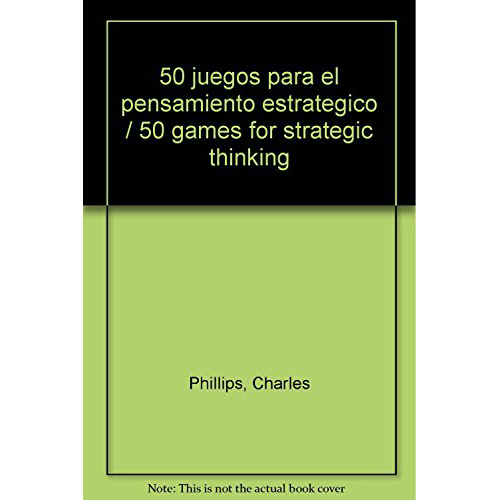 50 juegos para el
pensamiento estrategico
/ 50 games for strategic
thinking
Phillips, Charles
Note: This is not the actual book cover